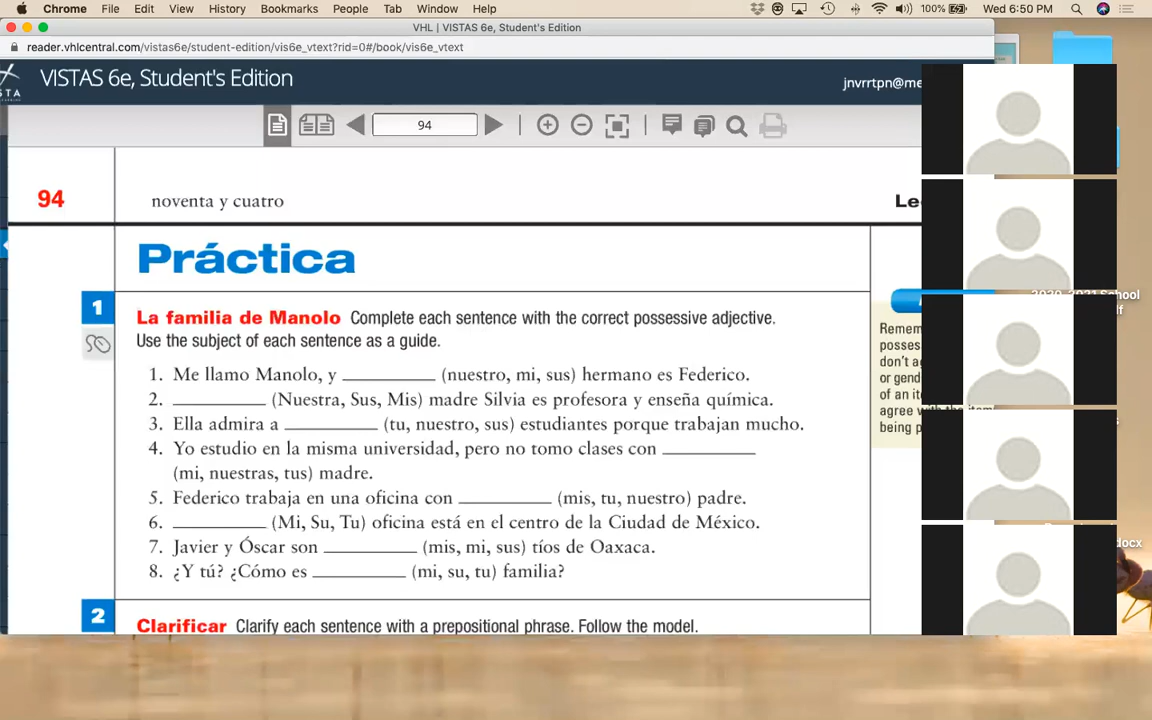 Chrome File Edit View History Bookmarks People Tab Window Help 100% Wed 6:50 PM
VHL | VISTAS 6e, Student's Edition
reader.vhlcentral.com/vistas6e/student-edition/vis6e_vtext?rid=0#/book/vis6e_vtext
VISTAS 6e, Student's Edition
jnvrrtpn@me
94
94 noventa y cuatro
Práctica
1
La familia de Manolo Complete each sentence with the correct possessive adjective.
Use the subject of each sentence as a guide.
1. Me llamo Manolo, y __________ (nuestro, mi, sus) hermano es Federico.
2. __________ (Nuestra, Sus, Mis) madre Silvia es profesora y enseña química.
3. Ella admira a __________ (tu, nuestro, sus) estudiantes porque trabajan mucho.
4. Yo estudio en la misma universidad, pero no tomo clases con __________
(mi, nuestras, tus) madre.
5. Federico trabaja en una oficina con __________ (mis, tu, nuestro) padre.
6. __________ (Mi, Su, Tu) oficina está en el centro de la Ciudad de México.
7. Javier y Óscar son __________ (mis, mi, sus) tíos de Oaxaca.
8. ¿Y tú? ¿Cómo es __________ (mi, su, tu) familia?
2
Clarificar Clarify each sentence with a prepositional phrase. Follow the model.
Remem
posses
don't a
or gend
of an it
agree with the item
being p
School
docx